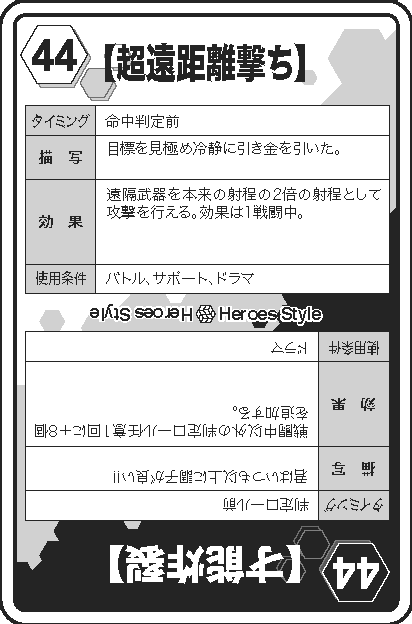 44
【超遠距離撃ち】
タイミング 命中判定前
描 写 目標を見極め冷静に引き金を引いた。
効 果 遠隔武器を本来の射程の2倍の射程として
攻撃を行える。効果は1戦闘中。
使用条件 バトル、サポート、ドラマ
Heroes Style
Heroes Style
44
【才能炸裂】
タイミング 判定ロール前
描 写 君はいつも以上に調子が良い!!
効 果 戦闘中以外の判定ロール任意1回に+8個
を追加する。
使用条件 ドラマ